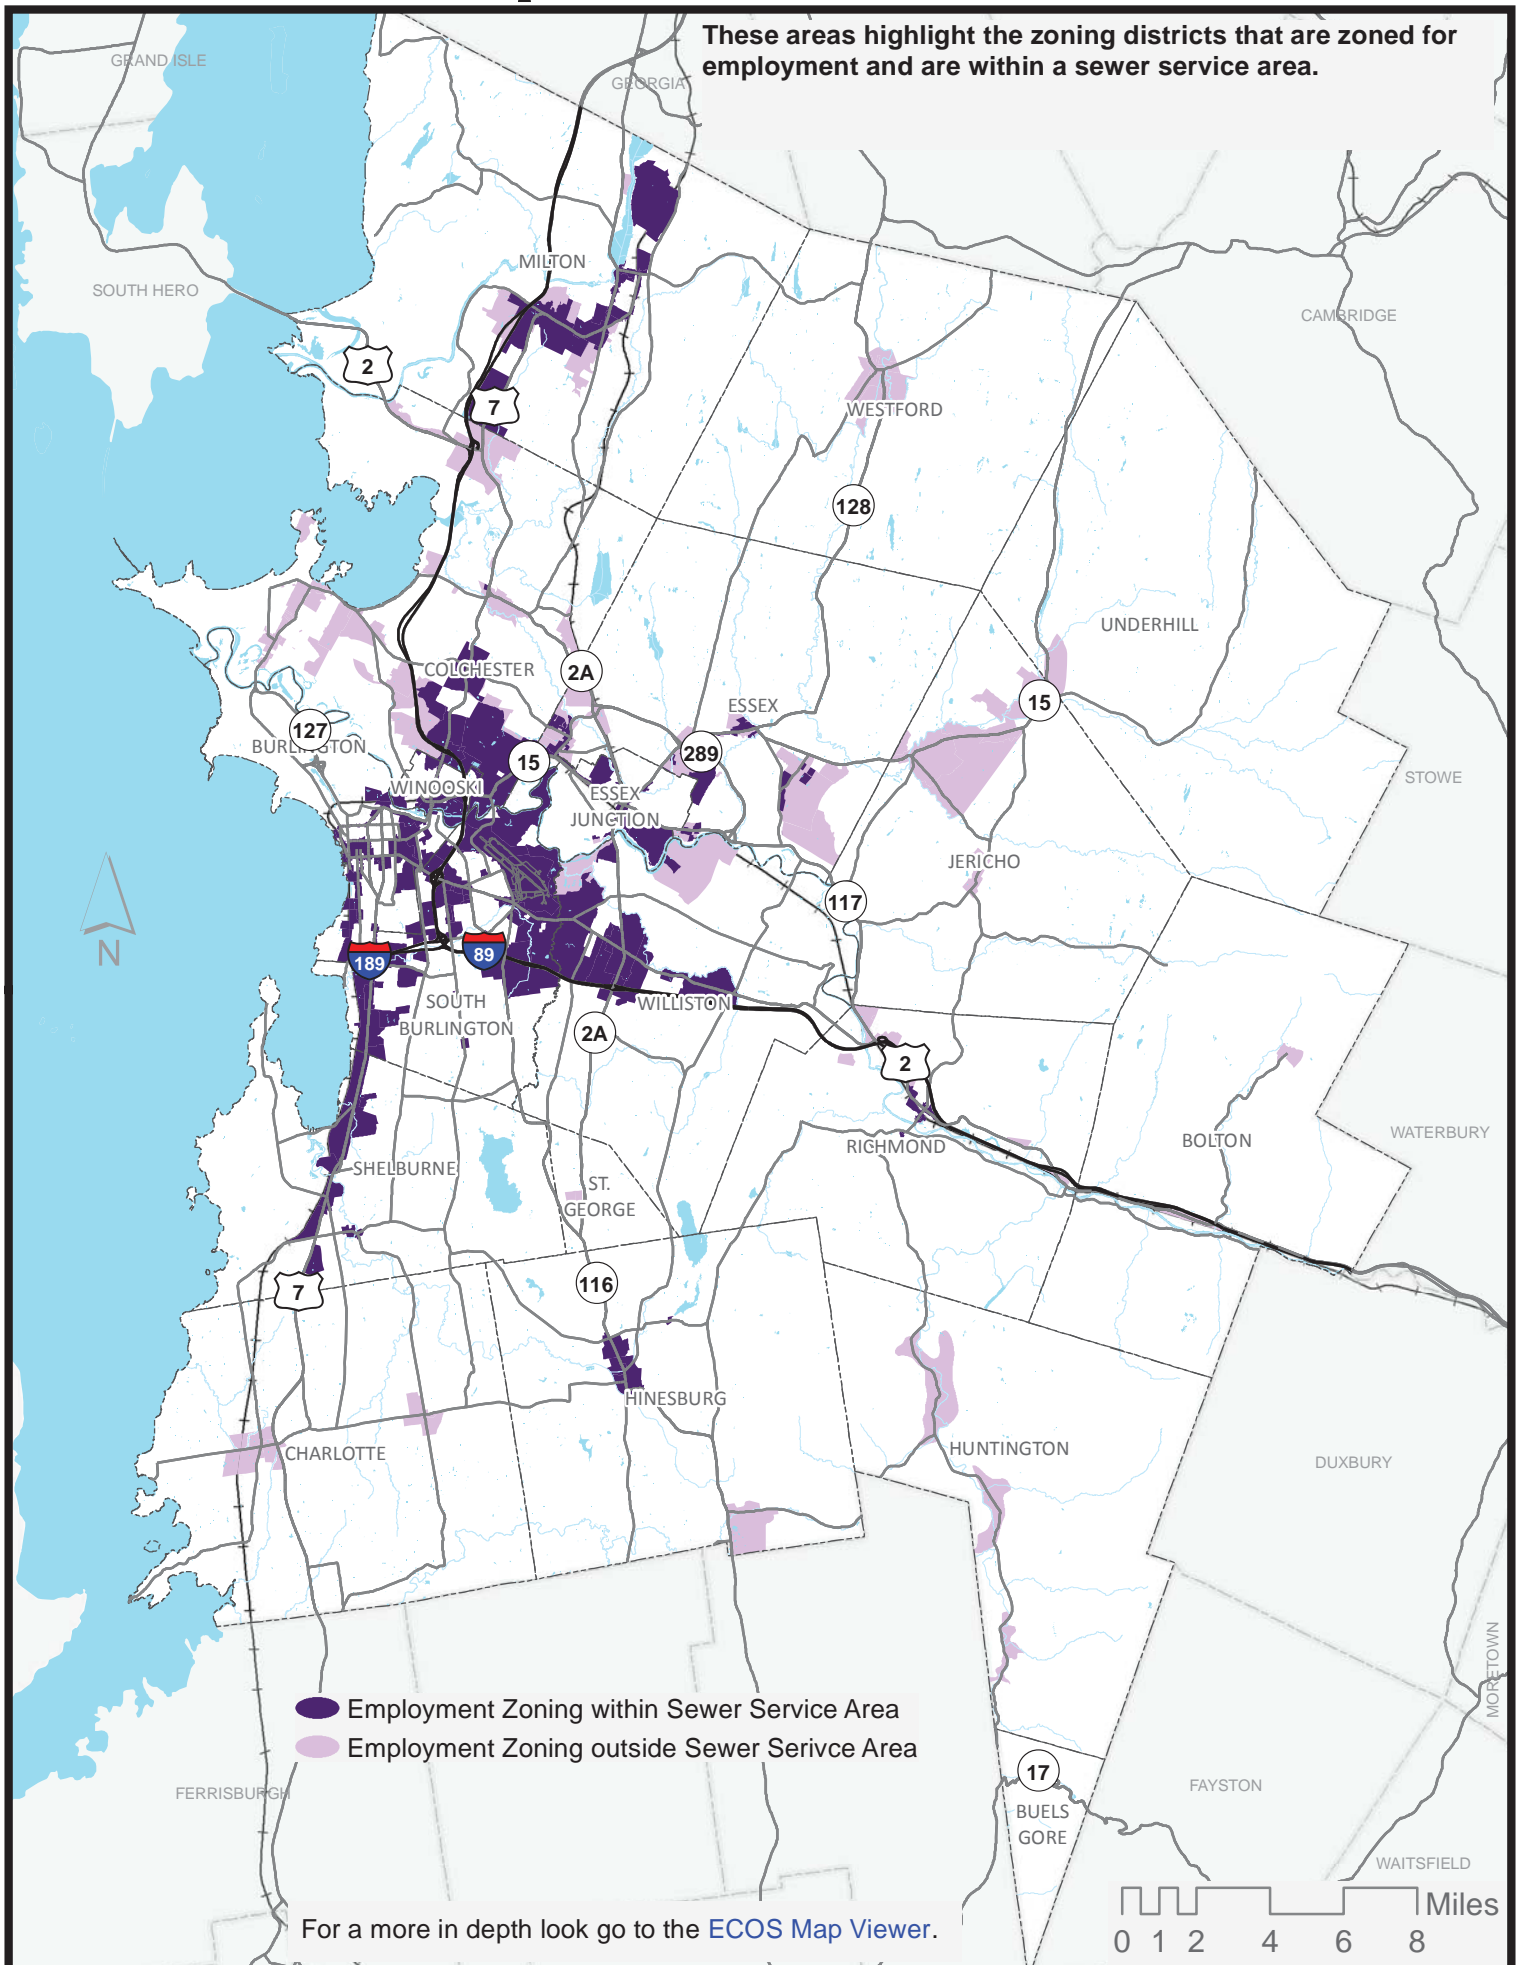 These areas highlight the zoning districts that are zoned for
employment and are within a sewer service area.
GRAND ISLE
GEORGIA
MILTON
SOUTH HERO
CAMBRIDGE
2
7
WESTFORD
128
UNDERHILL
COLCHESTER
2A
15
ESSEX
127
BURLINGTON
289
15
STOWE
WINOOSKI
ESSEX
JUNCTION
JERICHO
117
N
189
89
SOUTH
BURLINGTON
WILLISTON
2A
2
RICHMOND
BOLTON
WATERBURY
SHELBURNE
ST.
GEORGE
7
116
HINESBURG
CHARLOTTE
HUNTINGTON
DUXBURY
MORETOWN
Employment Zoning within Sewer Service Area
Employment Zoning outside Sewer Serivce Area
FERRISBURGH
17
BUELS
GORE
FAYSTON
WAITSFIELD
For a more in depth look go to the ECOS Map Viewer.
Miles
0 1 2 4 6 8